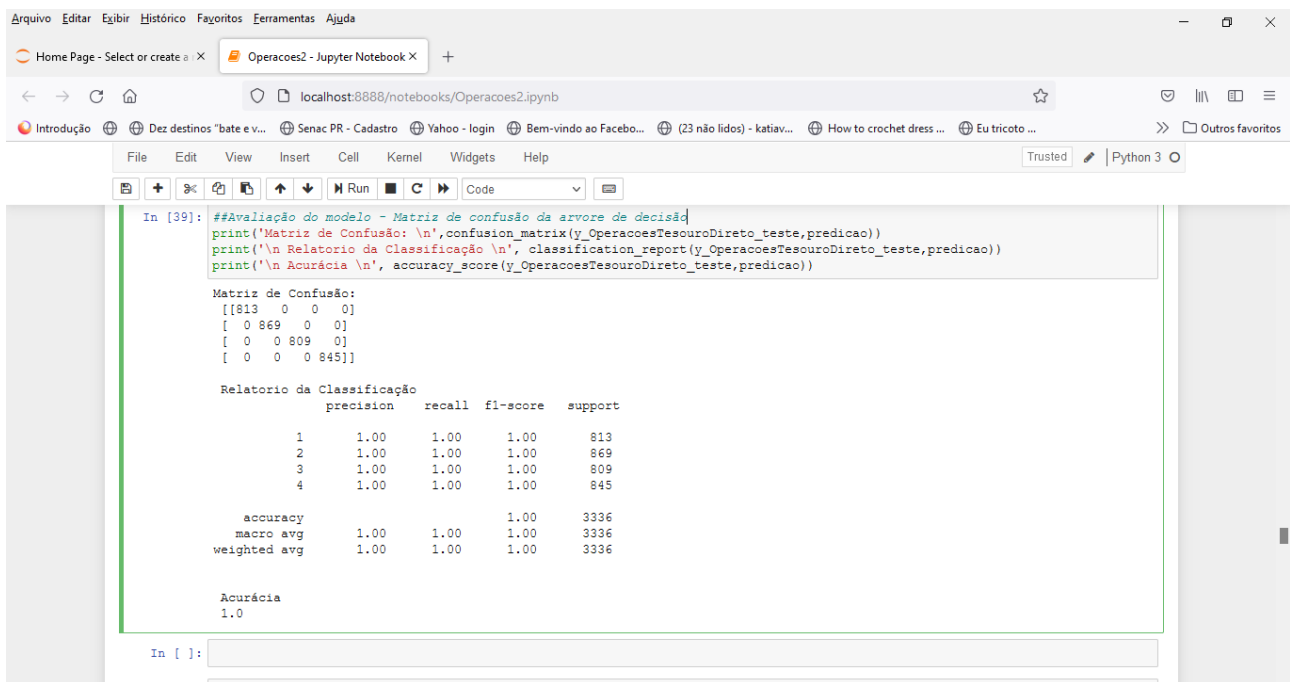 Arquivo Editar Exibir Histórico Favoritos Ferramentas Ajuda
Home Page - Select or create a
Operacoes2 - Jupyter Notebook
localhost:8888/notebooks/Operacoes2.ipynb
Introdução Dez destinos "bate e v... Senac PR - Cadastro Yahoo - login Bem-vindo ao Facebo... (23 não lidos) - katiav... How to crochet dress ... Eu tricoto ... Outros favoritos
File Edit View Insert Cell Kernel Widgets Help Trusted Python 3
Run Code
In [39]: ##Avaliação do modelo - Matriz de confusão da arvore de decisão
print('Matriz de Confusão: \n',confusion_matrix(y_OperacoesTesouroDireto_teste,predicao))
print('\n Relatorio da Classificação \n', classification_report(y_OperacoesTesouroDireto_teste,predicao))
print('\n Acurácia \n', accuracy_score(y_OperacoesTesouroDireto_teste,predicao))
Matriz de Confusão:
[[813 0 0 0]
[ 0 869 0 0]
[ 0 0 809 0]
[ 0 0 0 845]]
Relatorio da Classificação
precision recall f1-score support
1 1.00 1.00 1.00 813
2 1.00 1.00 1.00 869
3 1.00 1.00 1.00 809
4 1.00 1.00 1.00 845
accuracy 1.00 3336
macro avg 1.00 1.00 1.00 3336
weighted avg 1.00 1.00 1.00 3336
Acurácia
1.0
In [ ]: